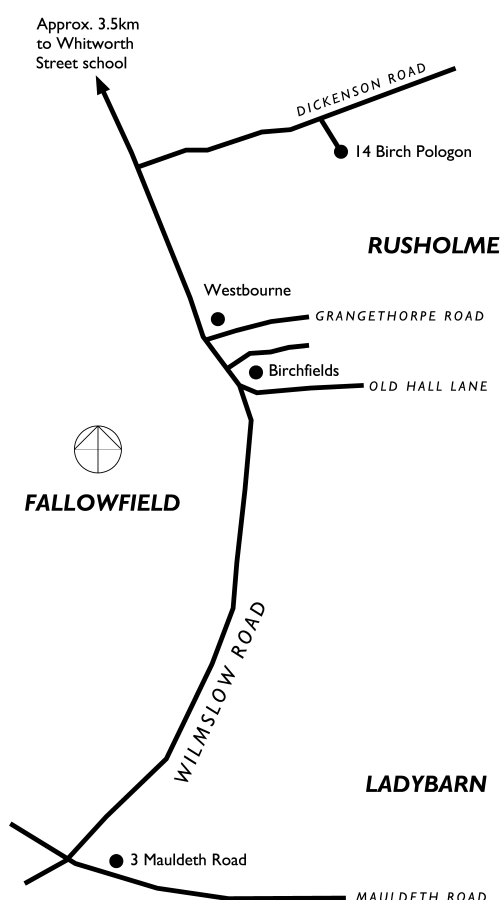 Approx. 3.5km
to Whitworth
Street school
DICKENSON ROAD
14 Birch Pologon
RUSHOLME
Westbourne
GRANGETHORPE ROAD
Birchfields
OLD HALL LANE
FALLOWFIELD
WILMSLOW ROAD
LADYBARN
3 Mauldeth Road
MAULDETH ROAD